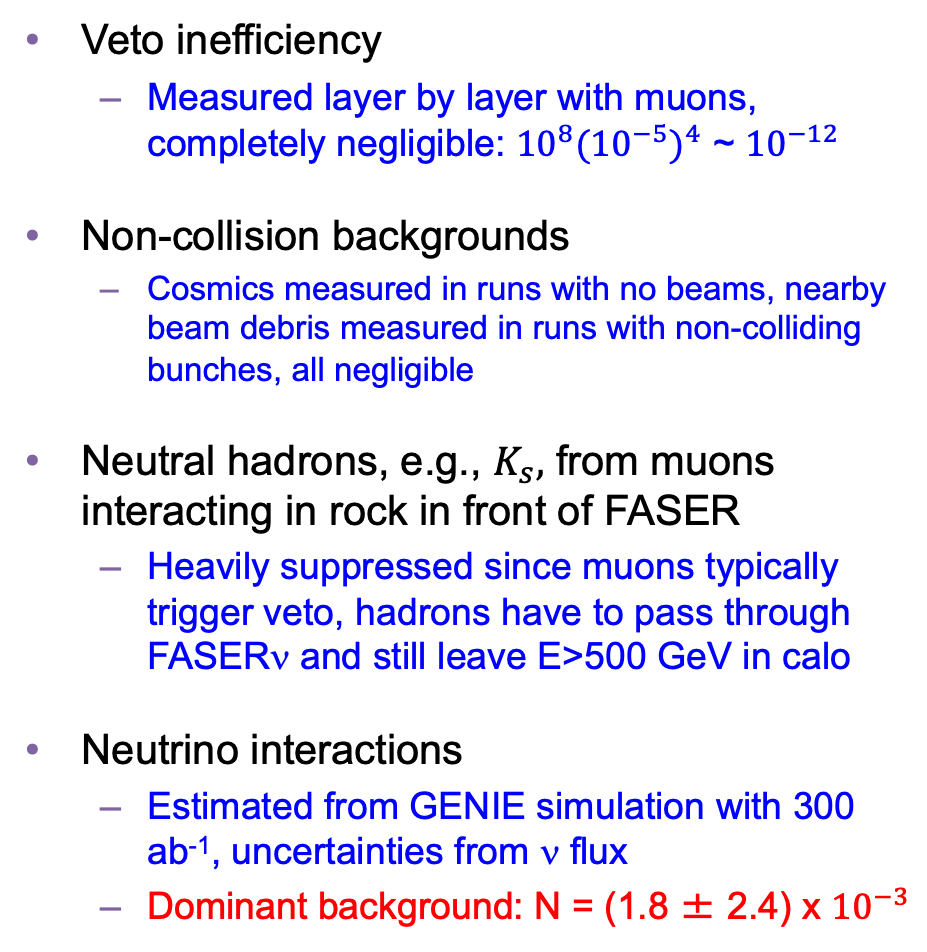 • Veto inefficiency
– Measured layer by layer with muons,
completely negligible: 10⁸(10⁻⁵)⁴ ~ 10⁻¹²
• Non-collision backgrounds
– Cosmics measured in runs with no beams, nearby
beam debris measured in runs with non-colliding
bunches, all negligible
• Neutral hadrons, e.g., Kₛ, from muons
interacting in rock in front of FASER
– Heavily suppressed since muons typically
trigger veto, hadrons have to pass through
FASERν and still leave E>500 GeV in calo
• Neutrino interactions
– Estimated from GENIE simulation with 300
ab⁻¹, uncertainties from ν flux
– Dominant background: N = (1.8 ± 2.4) x 10⁻³